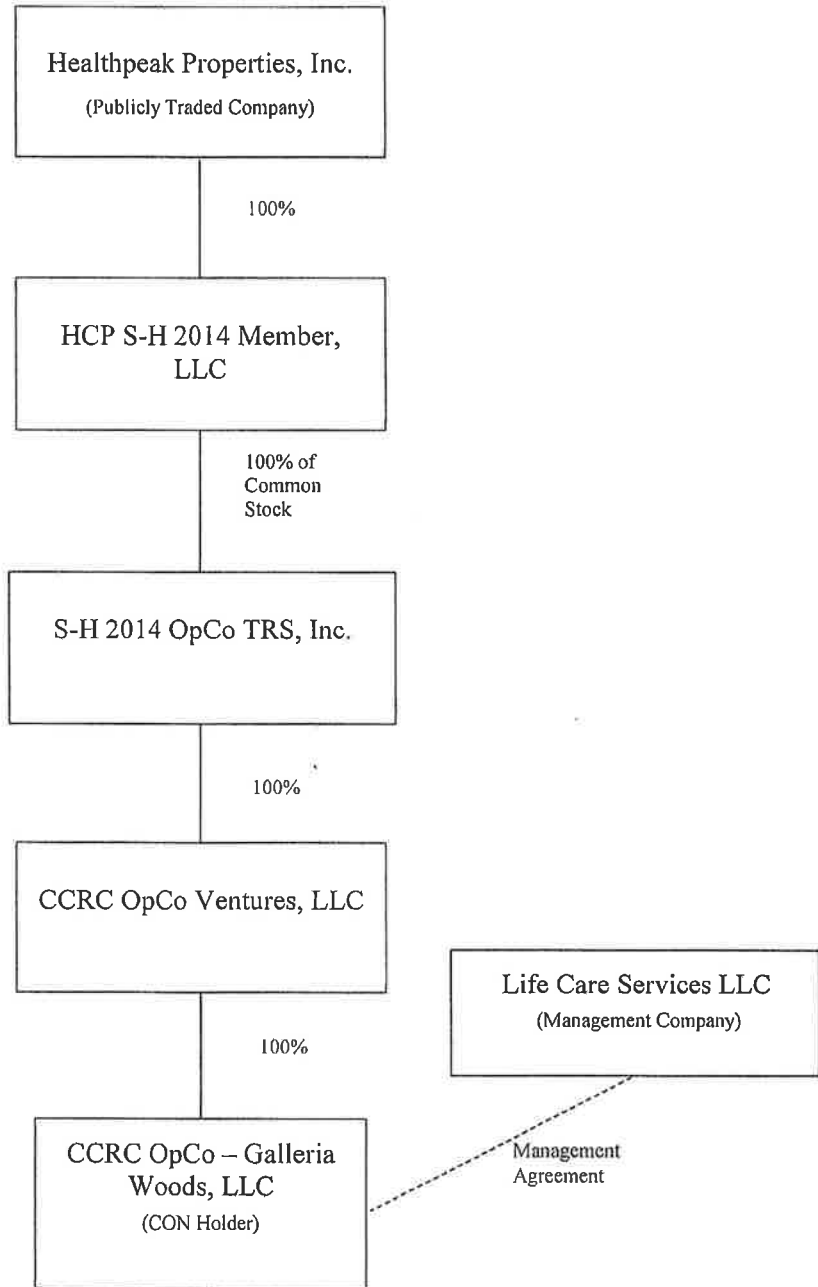 Healthpeak Properties, Inc.
(Publicly Traded Company)
100%
HCP S-H 2014 Member,
LLC
100% of
Common
Stock
S-H 2014 OpCo TRS, Inc.
100%
CCRC OpCo Ventures, LLC
Life Care Services LLC
(Management Company)
100%
CCRC OpCo – Galleria
Woods, LLC
(CON Holder)
Management
Agreement